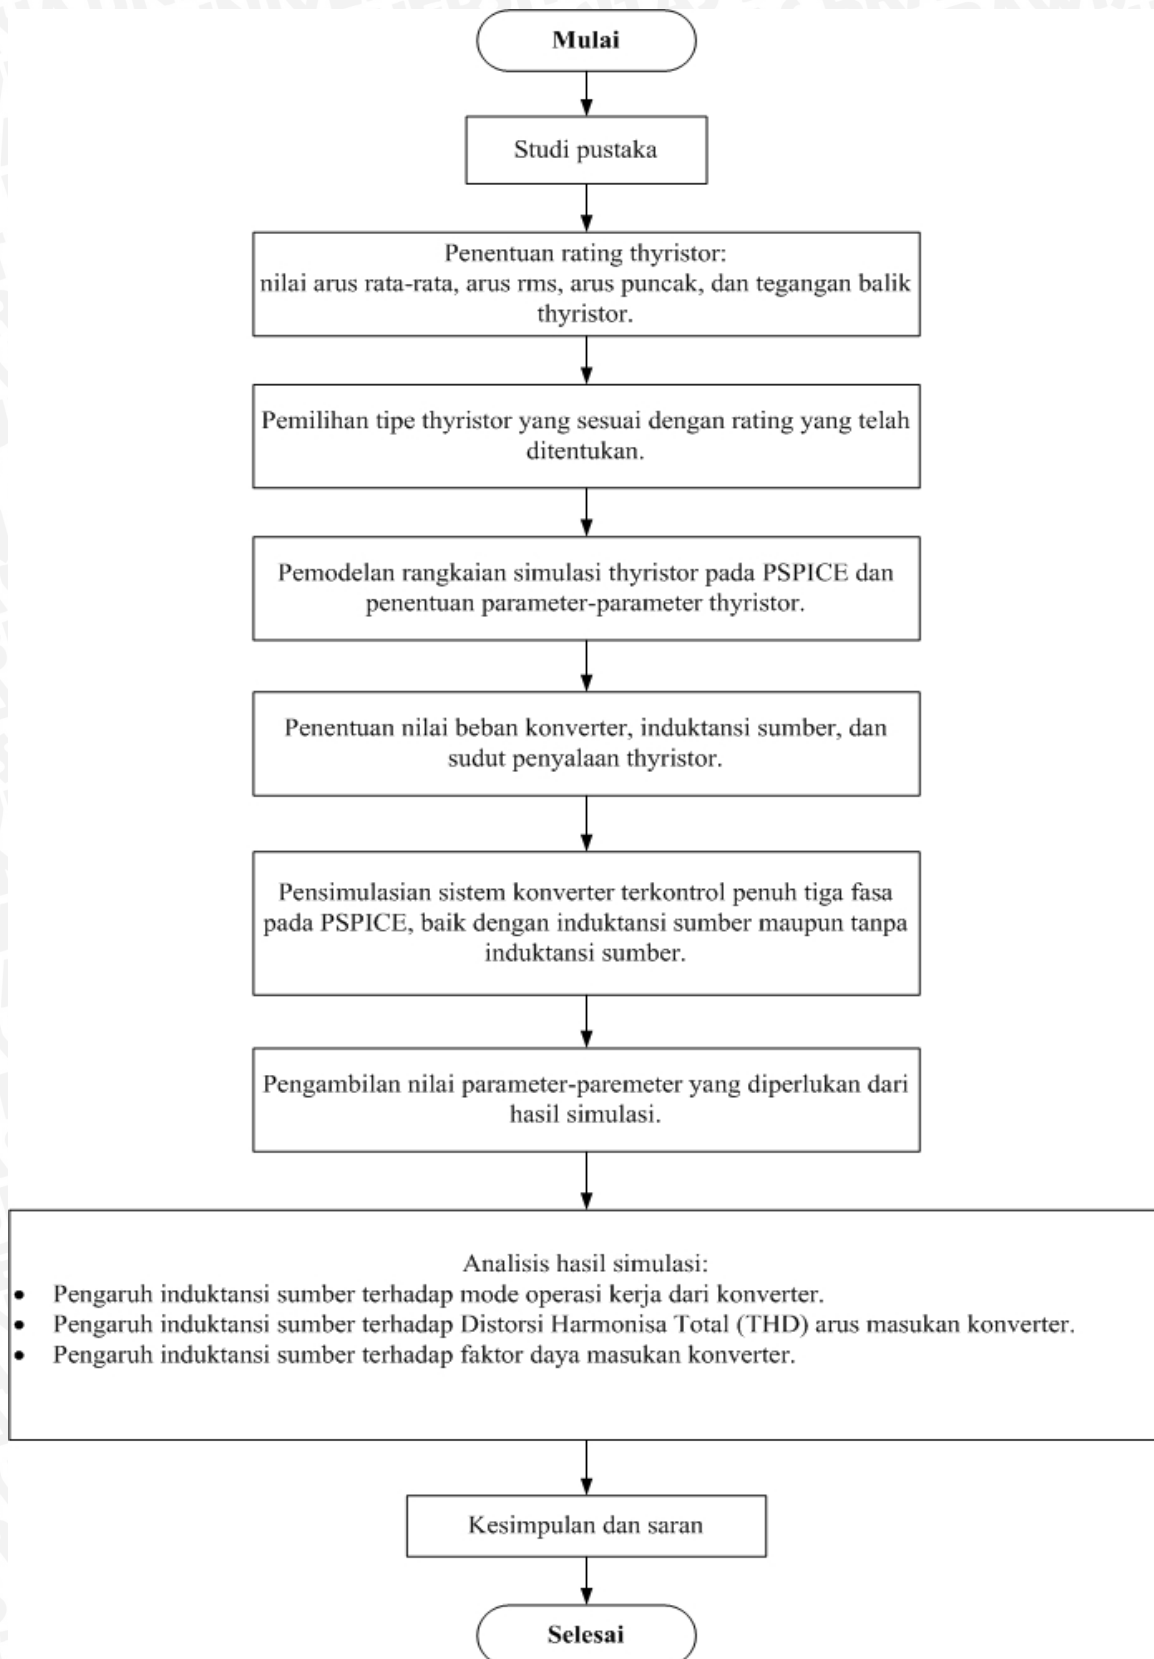 Mulai
Studi pustaka
Penentuan rating thyristor:
nilai arus rata-rata, arus rms, arus puncak, dan tegangan balik
thyristor.
Pemilihan tipe thyristor yang sesuai dengan rating yang telah
ditentukan.
Pemodelan rangkaian simulasi thyristor pada PSPICE dan
penentuan parameter-parameter thyristor.
Penentuan nilai beban konverter, induktansi sumber, dan
sudut penyalaan thyristor.
Pensimulasian sistem konverter terkontrol penuh tiga fasa
pada PSPICE, baik dengan induktansi sumber maupun tanpa
induktansi sumber.
Pengambilan nilai parameter-paremeter yang diperlukan dari
hasil simulasi.
Analisis hasil simulasi:
• Pengaruh induktansi sumber terhadap mode operasi kerja dari konverter.
• Pengaruh induktansi sumber terhadap Distorsi Harmonisa Total (THD) arus masukan konverter.
• Pengaruh induktansi sumber terhadap faktor daya masukan konverter.
Kesimpulan dan saran
Selesai